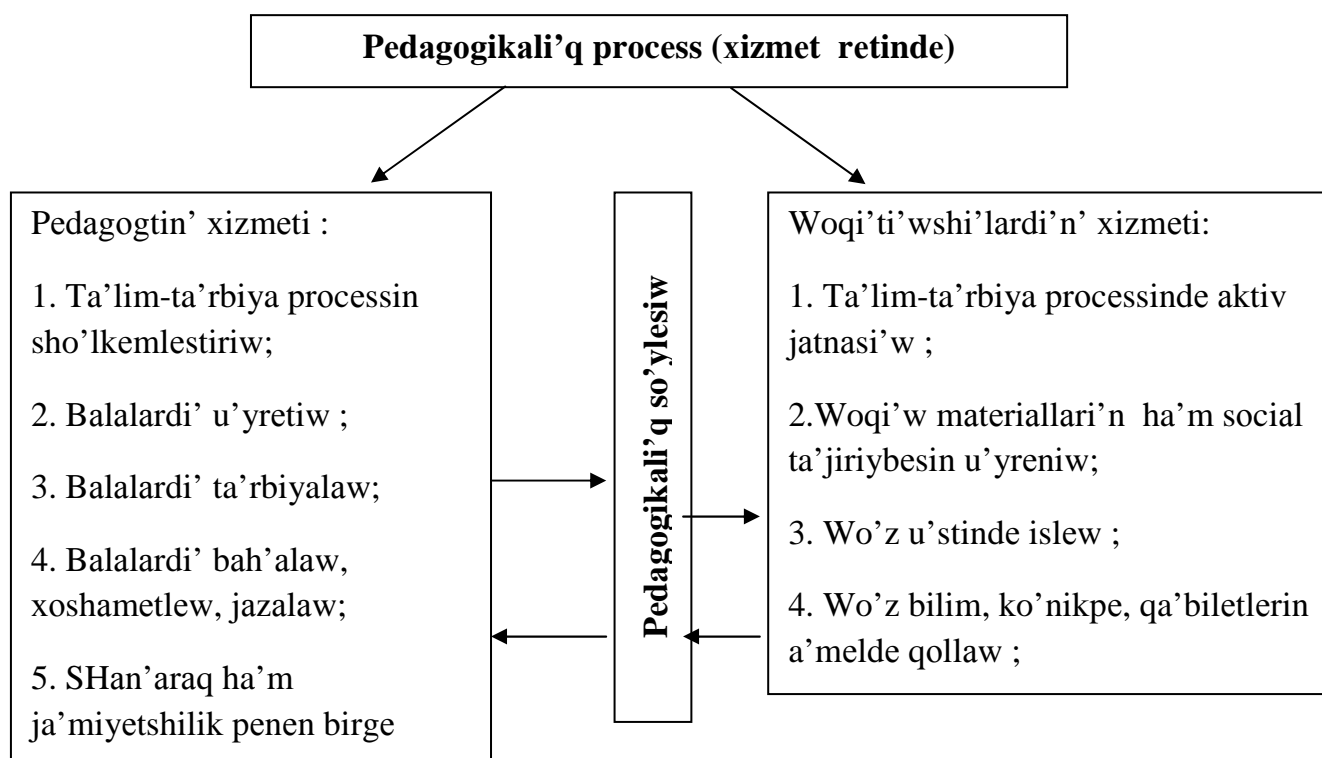 Pedagogikali’q process (xizmet retinde)
Pedagogtin’ xizmeti :
1. Ta’lim-ta’rbiya processin
sho’lkemlestiriw;
2. Balalardi’ u’yretiw ;
3. Balalardi’ ta’rbiyalaw;
4. Balalardi’ bah’alaw,
xoshametlew, jazalaw;
5. SHan’araq ha’m
ja’miyetshilik penen birge
Pedagogikali’q so’ylesiw
Woqi’ti’wshi’lardi’n’ xizmeti:
1. Ta’lim-ta’rbiya processinde aktiv
jatnasi’w ;
2.Woqi’w materiallari’n ha’m social
ta’jiriybesin u’yreniw;
3. Wo’z u’stinde islew ;
4. Wo’z bilim, ko’nikpe, qa’biletlerin
a’melde qollaw ;